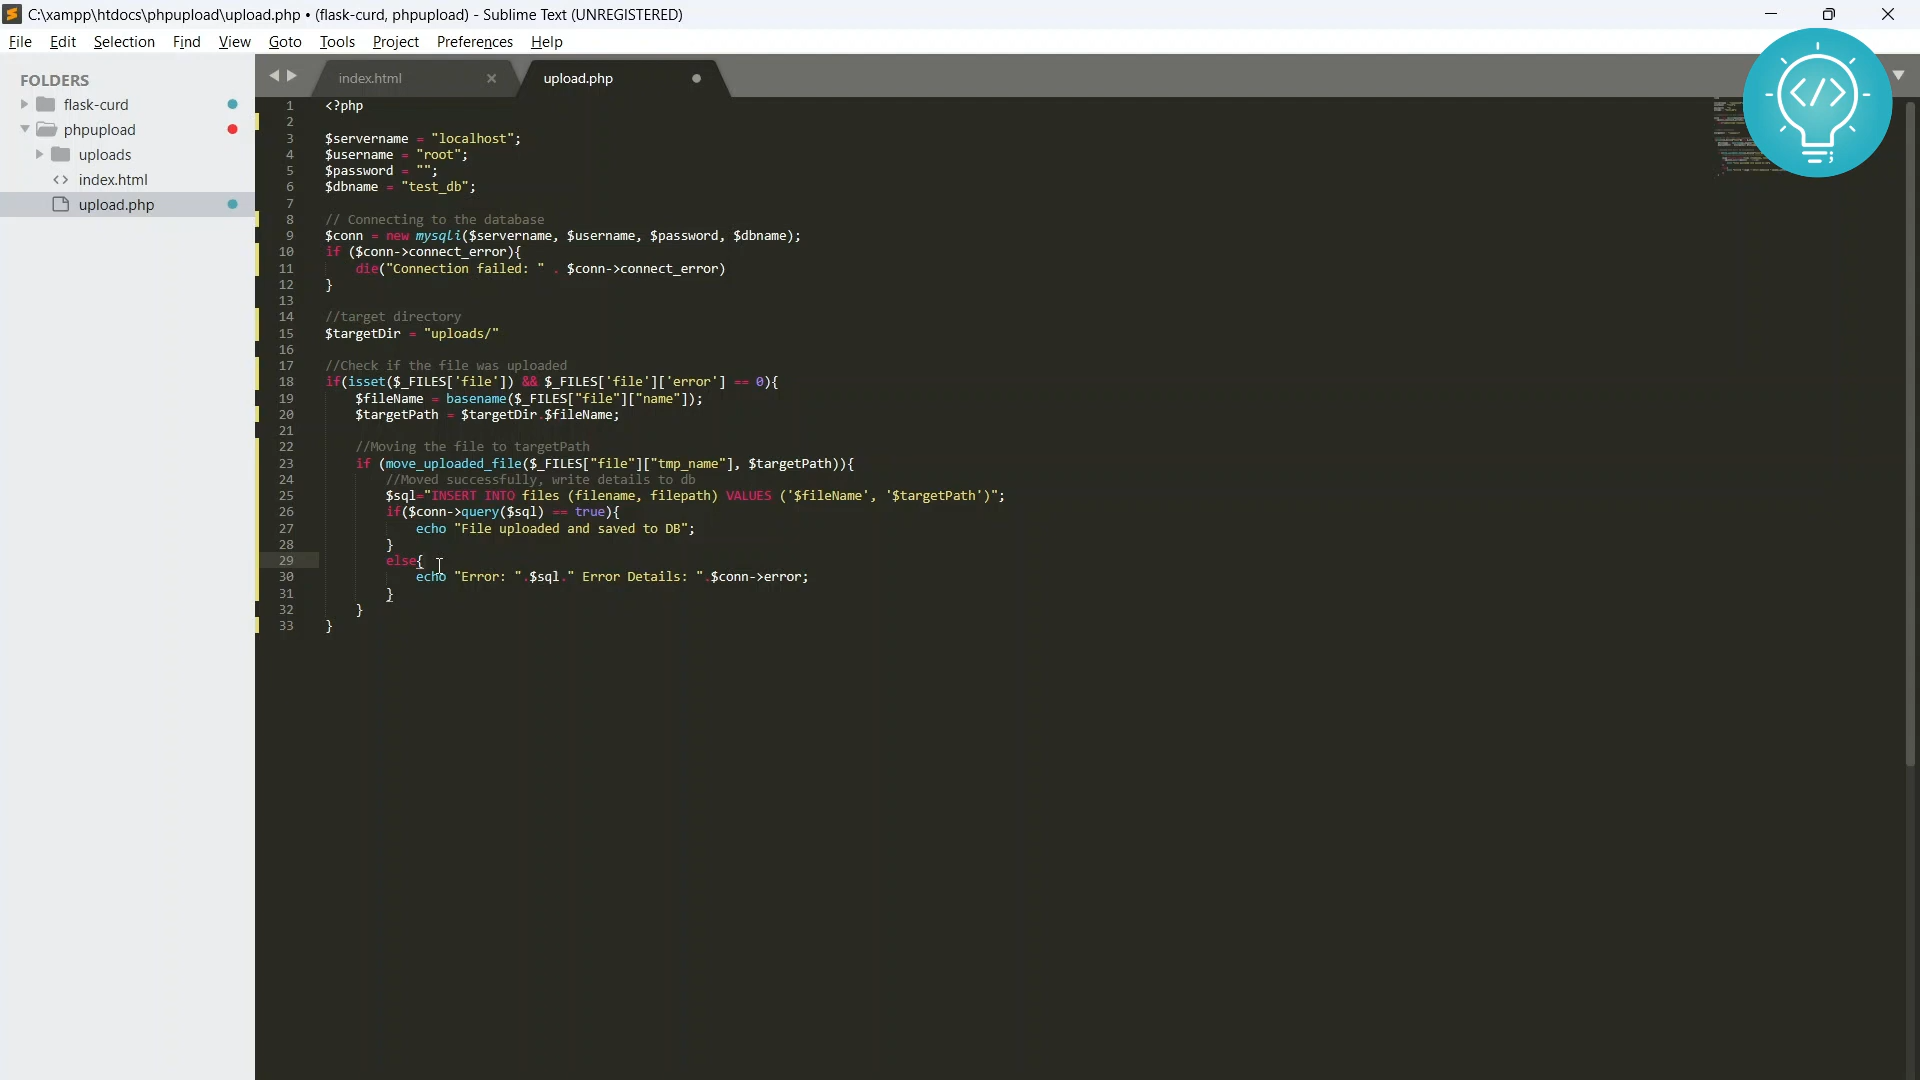 C:\xampp\htdocs\phpupload\upload.php • (flask-curd, phpupload) - Sublime Text (UNREGISTERED)
File Edit Selection Find View Goto Tools Project Preferences Help
FOLDERS
flask-curd
phpupload
uploads
<> index.html
upload.php
index.html
upload.php
</>
;
1 <?php
2
3 $servername = "localhost";
4 $username = "root";
5 $password = "";
6 $dbname = "test_db";
7
8 // Connecting to the database
9 $conn = new mysqli($servername, $username, $password, $dbname);
10 if ($conn->connect_error){
11 die("Connection failed: " . $conn->connect_error)
12 }
13
14 //target directory
15 $targetDir = "uploads/"
16
17 //Check if the file was uploaded
18 if(isset($_FILES['file']) && $_FILES['file']['error'] == 0){
19 $fileName = basename($_FILES["file"]["name"]);
20 $targetPath = $targetDir.$fileName;
21
22 //Moving the file to targetPath
23 if (move_uploaded_file($_FILES["file"]["tmp_name"], $targetPath)){
24 //Moved successfully, write details to db
25 $sql="INSERT INTO files (filename, filepath) VALUES ('$fileName', '$targetPath')";
26 if($conn->query($sql) == true){
27 echo "File uploaded and saved to DB";
28 }
29 else{
30 echo "Error: ".$sql." Error Details: ".$conn->error;
31 }
32 }
33 }